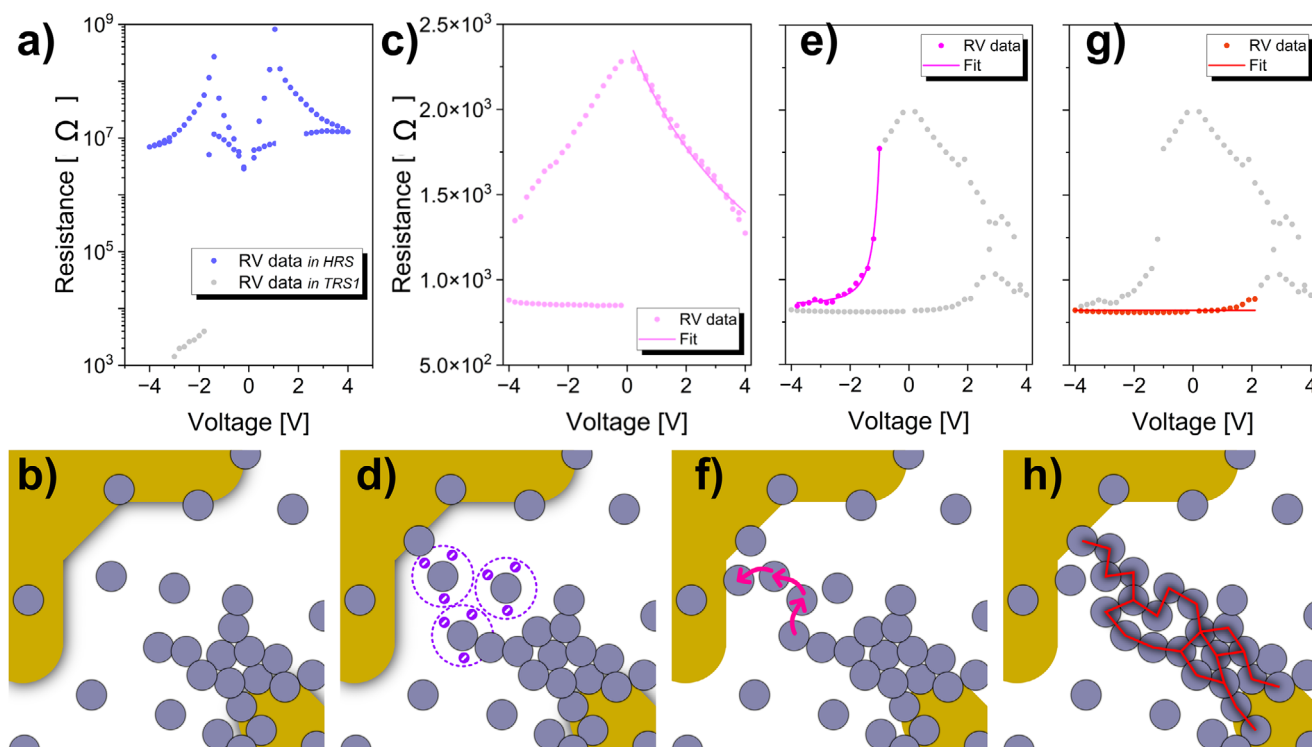 a)
Resistance [ Ω ]
10⁹
10⁷
10⁵
10³
RV data in HRS
RV data in TRS1
−4 −2 0 2 4
Voltage [V]
c)
Resistance [ Ω ]
2.5×10³
2.0×10³
1.5×10³
1.0×10³
5.0×10²
RV data
Fit
−4 −2 0 2 4
Voltage [V]
e)
RV data
Fit
−4 −2 0 2 4
Voltage [V]
g)
RV data
Fit
−4 −2 0 2 4
Voltage [V]
b)
d)
f)
h)